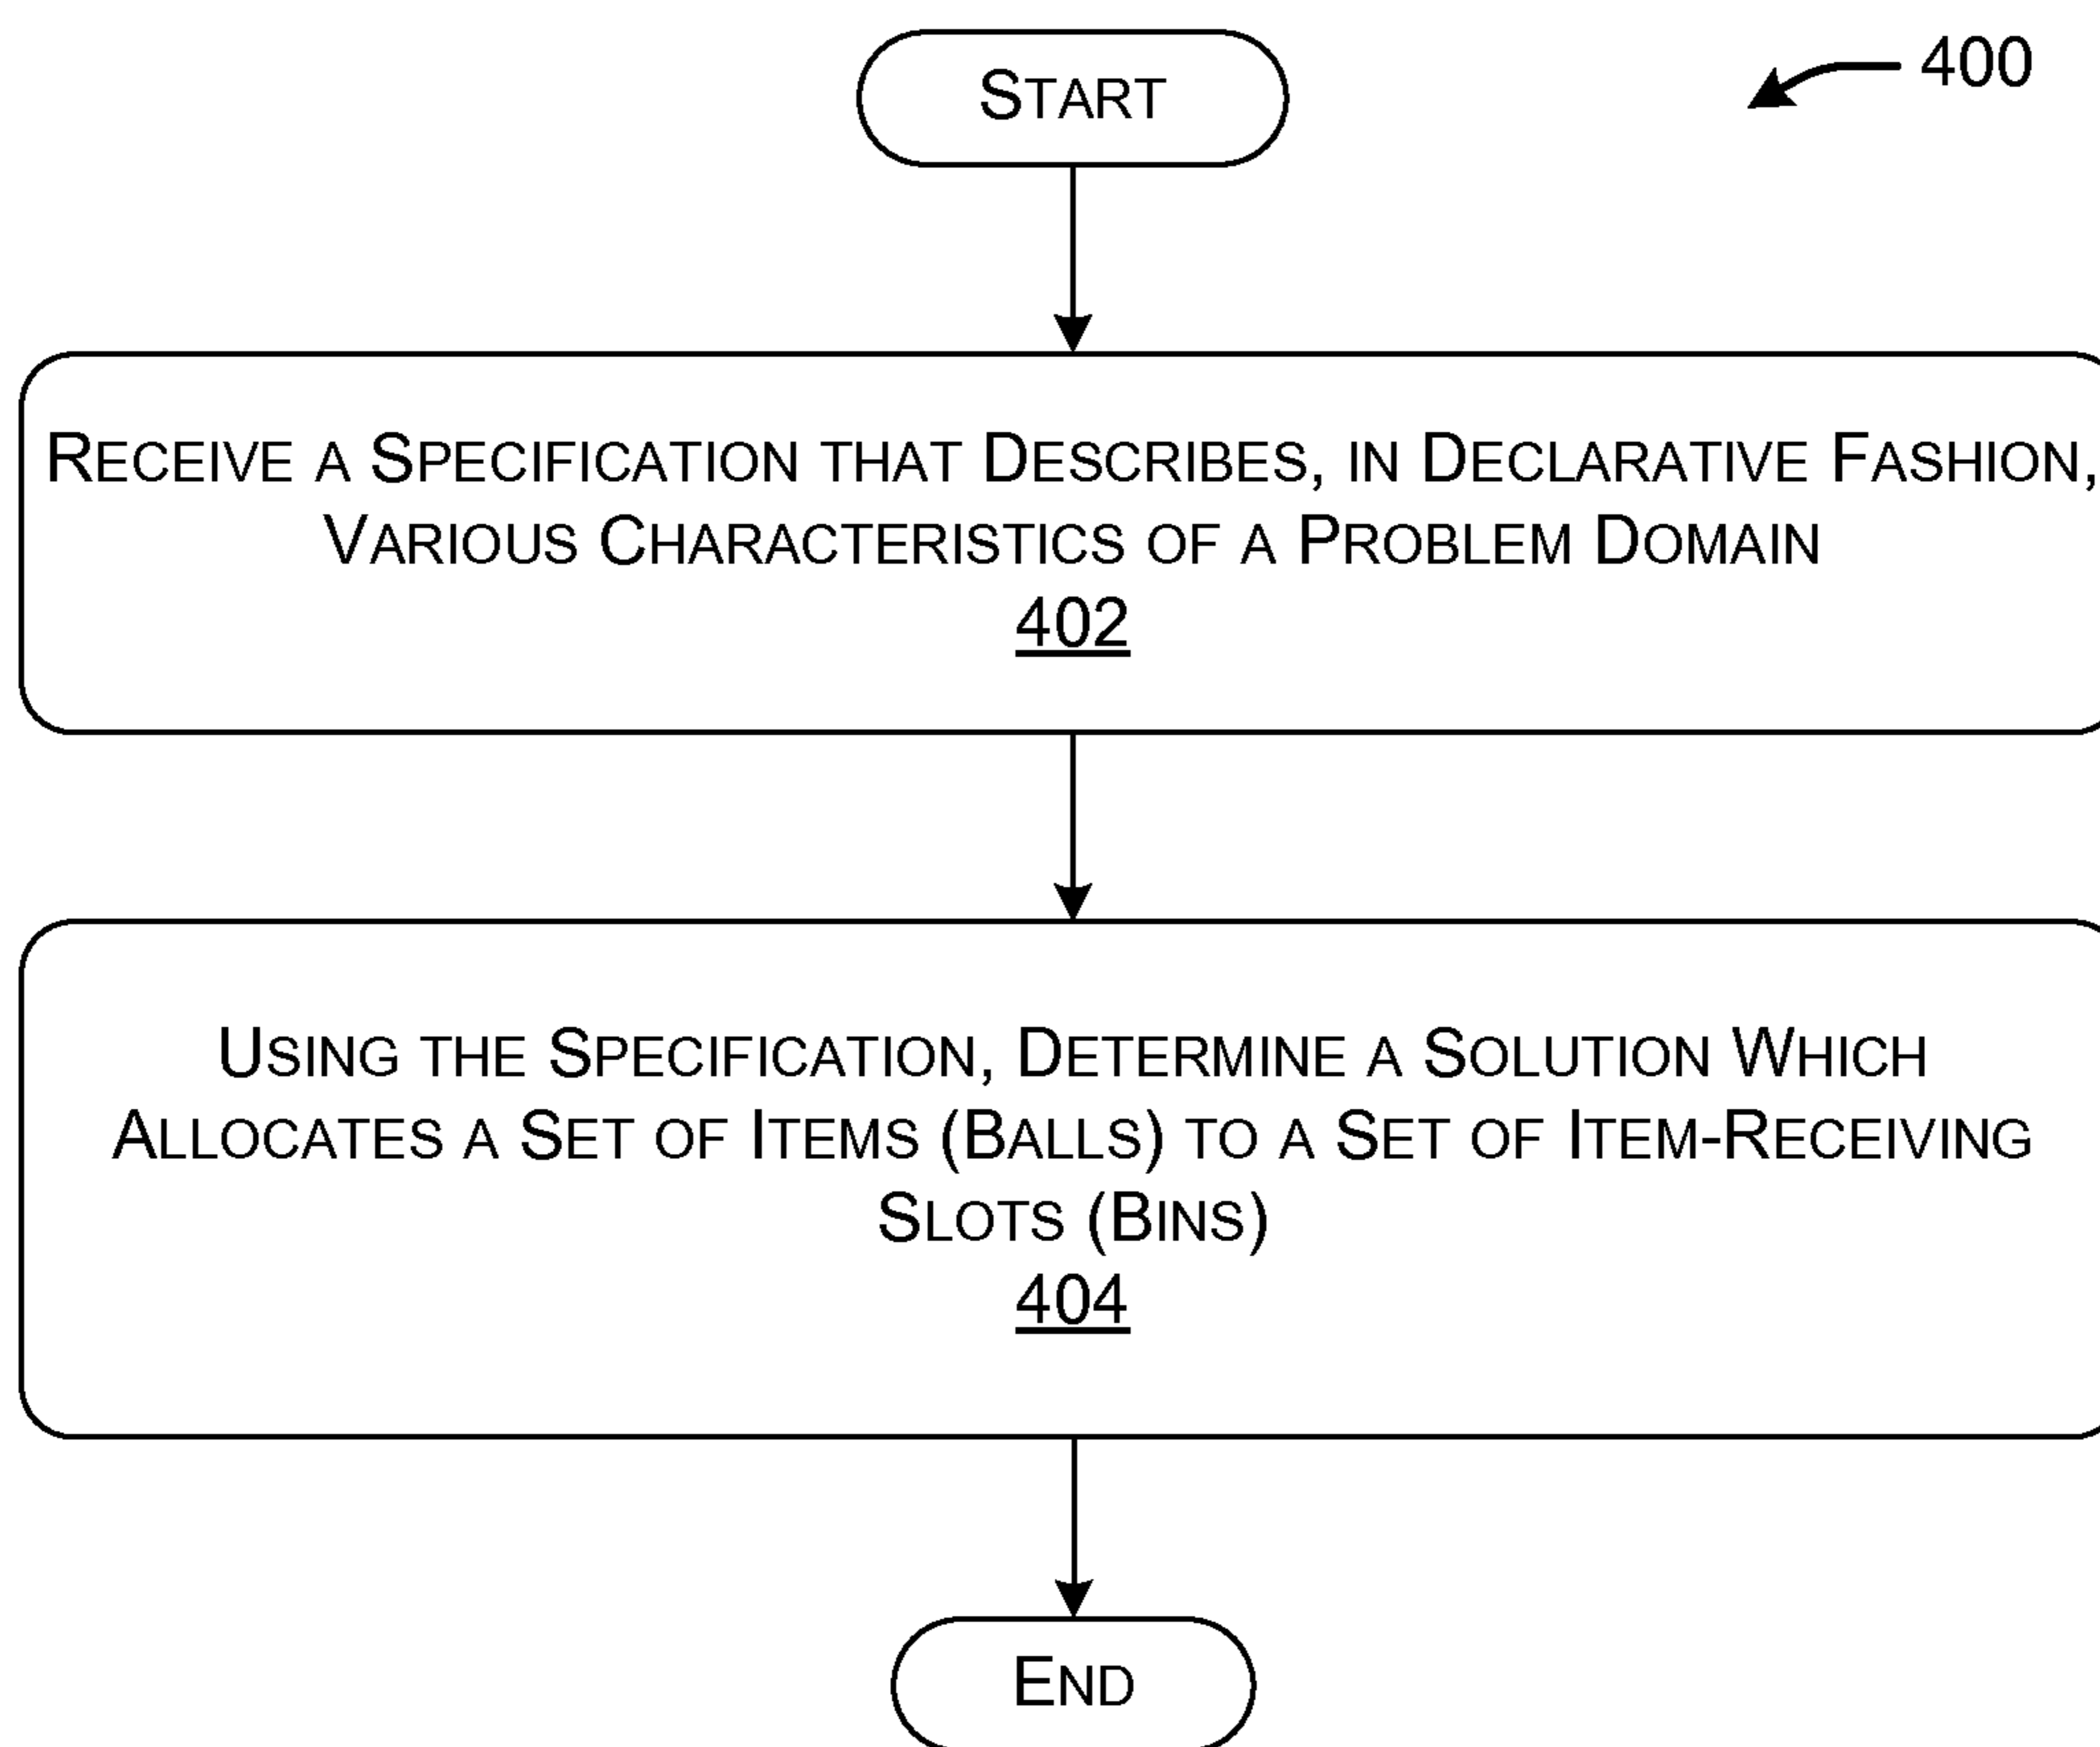 START
400
RECEIVE A SPECIFICATION THAT DESCRIBES, IN DECLARATIVE FASHION,
VARIOUS CHARACTERISTICS OF A PROBLEM DOMAIN
402
USING THE SPECIFICATION, DETERMINE A SOLUTION WHICH
ALLOCATES A SET OF ITEMS (BALLS) TO A SET OF ITEM-RECEIVING
SLOTS (BINS)
404
END